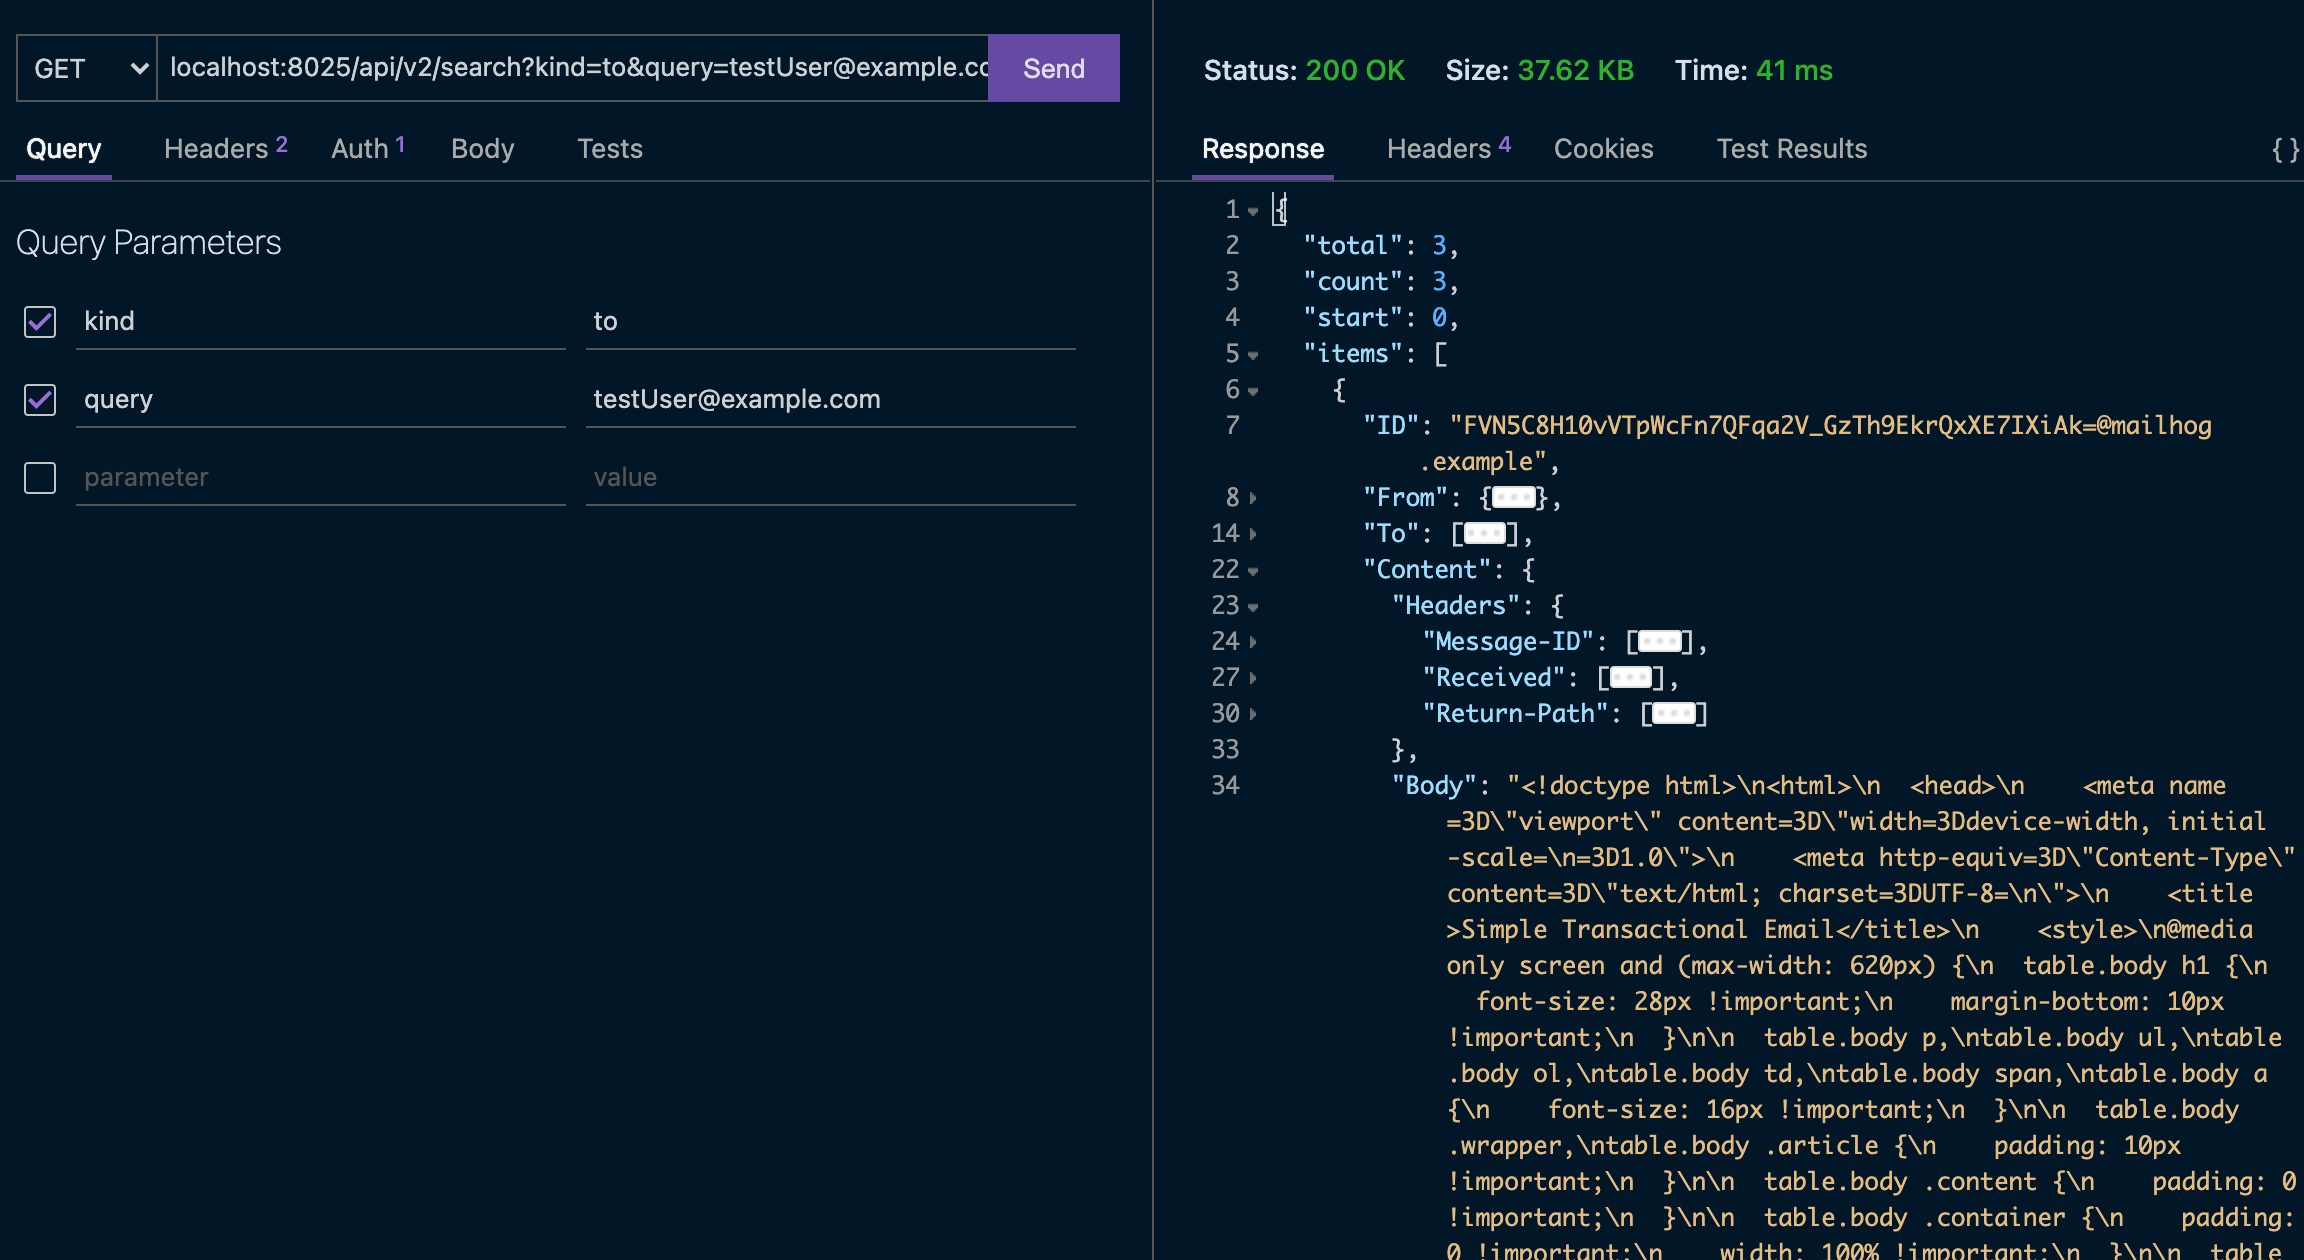 GET
localhost:8025/api/v2/search?kind=to&query=testUser@example.co
Send
Query
Headers 2
Auth 1
Body
Tests
Query Parameters
kind
to
query
testUser@example.com
parameter
value
Status: 200 OK
Size: 37.62 KB
Time: 41 ms
Response
Headers 4
Cookies
Test Results
{}
1 {
2 "total": 3,
3 "count": 3,
4 "start": 0,
5 "items": [
6 {
7 "ID": "FVN5C8H10vVTpWcFn7QFqa2V_GzTh9EkrQxXE7IXiAk=@mailhog
.example",
8 "From": {···},
14 "To": [···],
22 "Content": {
23 "Headers": {
24 "Message-ID": [···],
27 "Received": [···],
30 "Return-Path": [···]
33 },
34 "Body": "<!doctype html>\n<html>\n  <head>\n    <meta name
=3D\"viewport\" content=3D\"width=3Ddevice-width, initial
-scale=\n=3D1.0\">\n    <meta http-equiv=3D\"Content-Type\"
content=3D\"text/html; charset=3DUTF-8=\n\">\n    <title
>Simple Transactional Email</title>\n    <style>\n@media
only screen and (max-width: 620px) {\n  table.body h1 {\n
font-size: 28px !important;\n    margin-bottom: 10px
!important;\n  }\n\n  table.body p,\ntable.body ul,\ntable
.body ol,\ntable.body td,\ntable.body span,\ntable.body a
{\n    font-size: 16px !important;\n  }\n\n  table.body
.wrapper,\ntable.body .article {\n    padding: 10px
!important;\n  }\n\n  table.body .content {\n    padding: 0
!important;\n  }\n\n  table.body .container {\n    padding:
0 !important;\n    width: 100% !important;\n  }\n\n  table